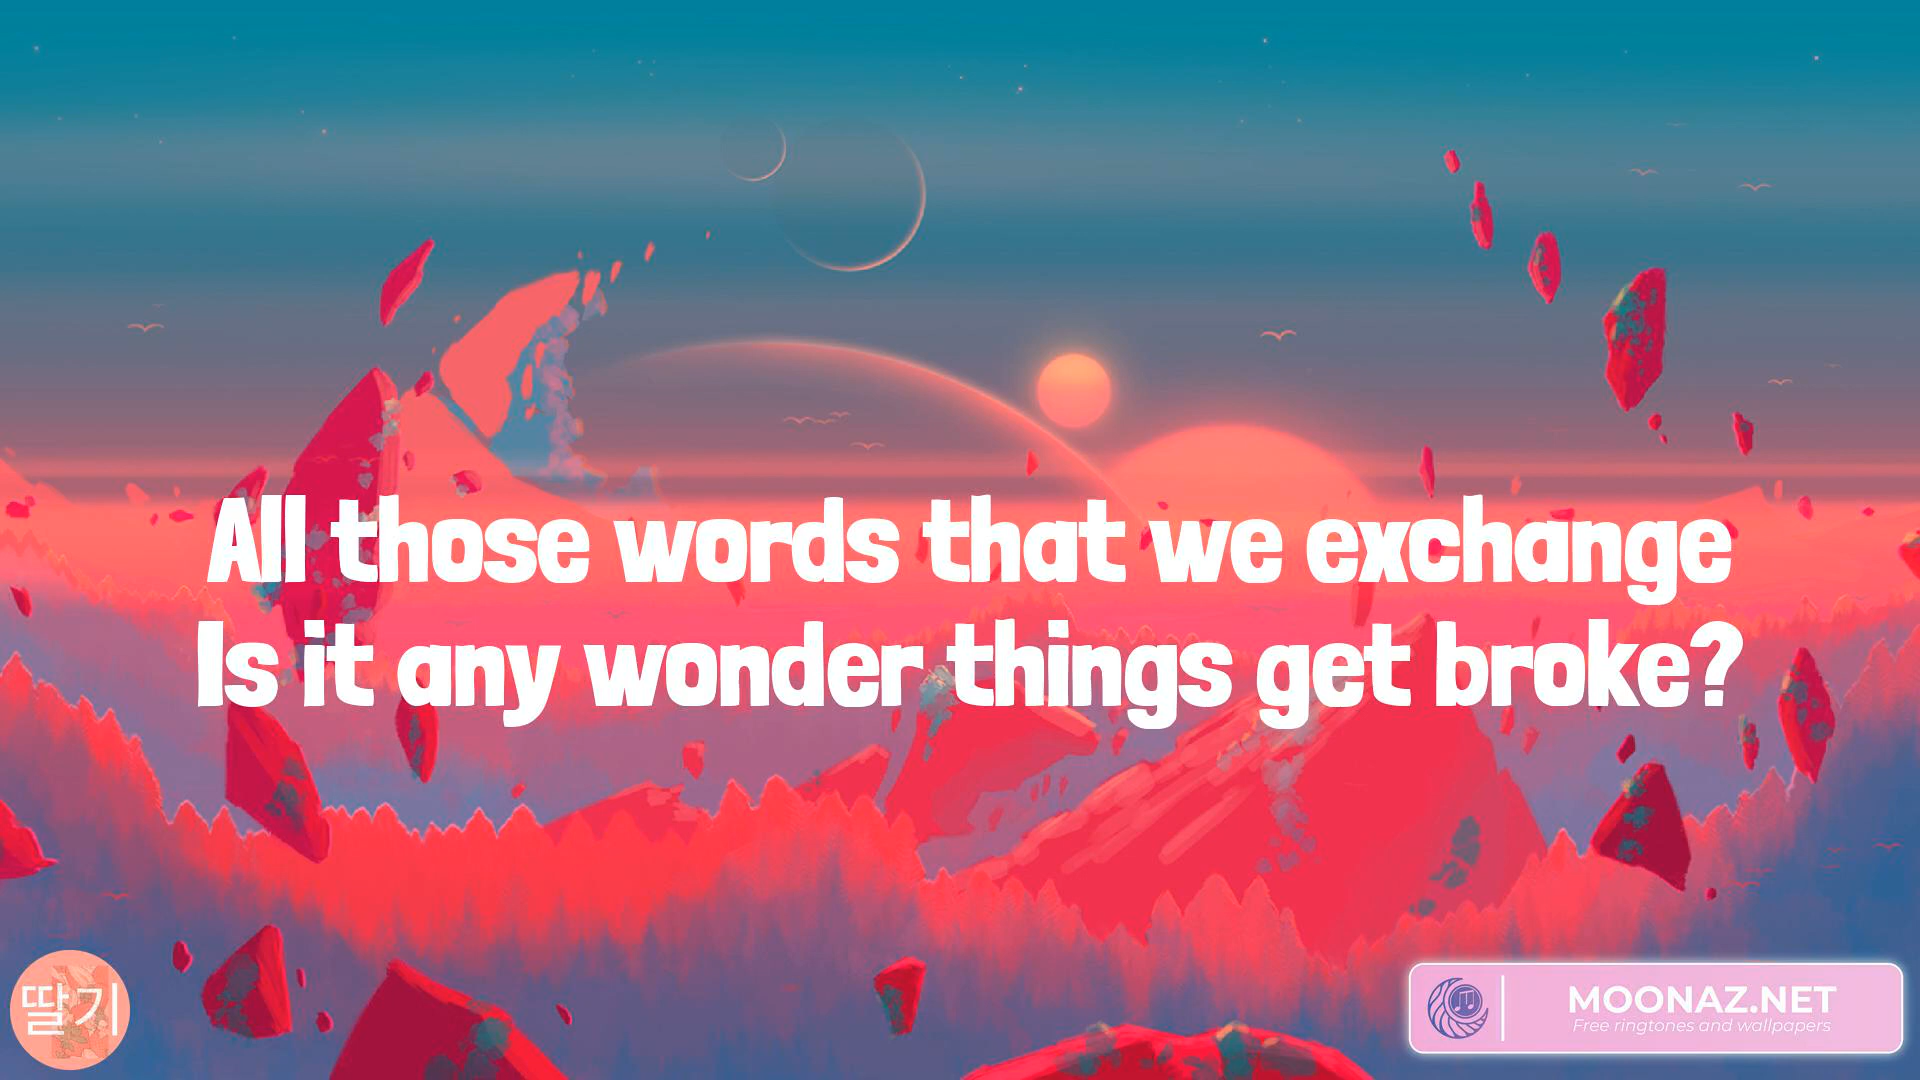 All those words that we exchange
Is it any wonder things get broke?
딸기
MOONAZ.NET
Free ringtones and wallpapers